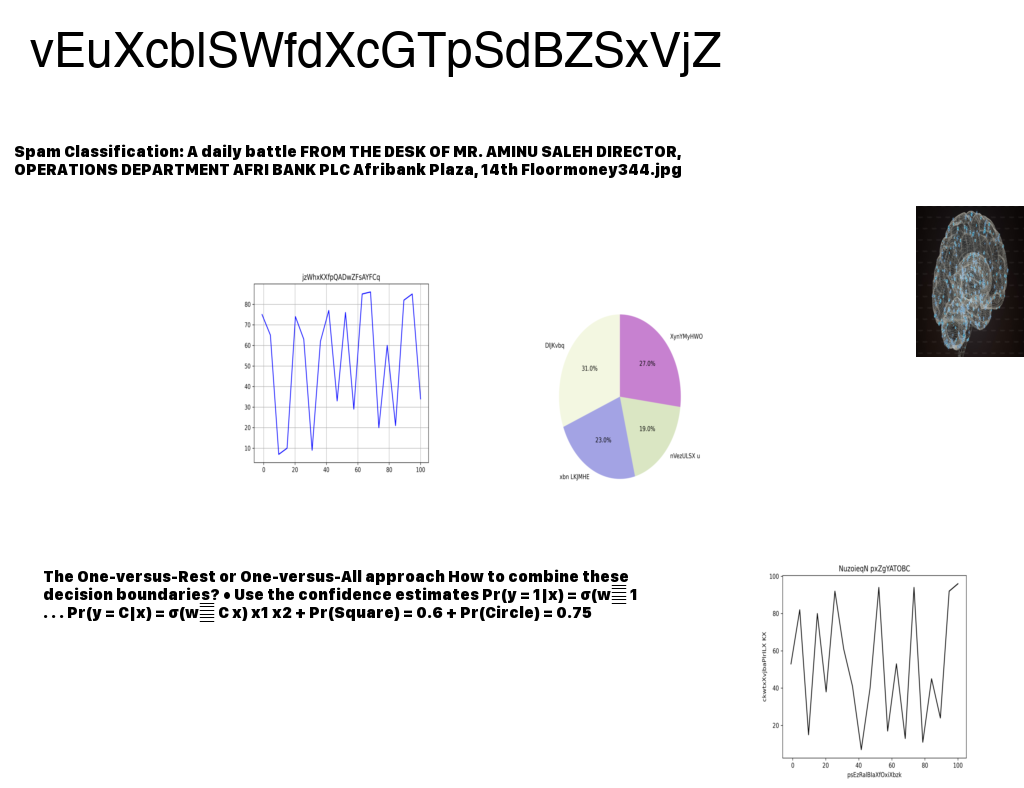 vEuXcblSWfdXcGTpSdBZSxVjZ
Spam Classification: A daily battle FROM THE DESK OF MR. AMINU SALEH DIRECTOR,
OPERATIONS DEPARTMENT AFRI BANK PLC Afribank Plaza, 14th Floormoney344.jpg
jzWhxKXfpQADwZFsAYFCq
80
70
60
50
40
30
20
10
0 20 40 60 80 100
DIJKvbq
XynYMyHWO
31.0%
27.0%
23.0%
19.0%
xbn LKJMHE
nVezULSX u
The One-versus-Rest or One-versus-All approach How to combine these
decision boundaries? • Use the confidence estimates Pr(y = 1|x) = σ(w 1
. . . Pr(y = C|x) = σ(w C x) x1 x2 + Pr(Square) = 0.6 + Pr(Circle) = 0.75
NuzoieqN pxZgYATOBC
100
80
60
40
20
0 20 40 60 80 100